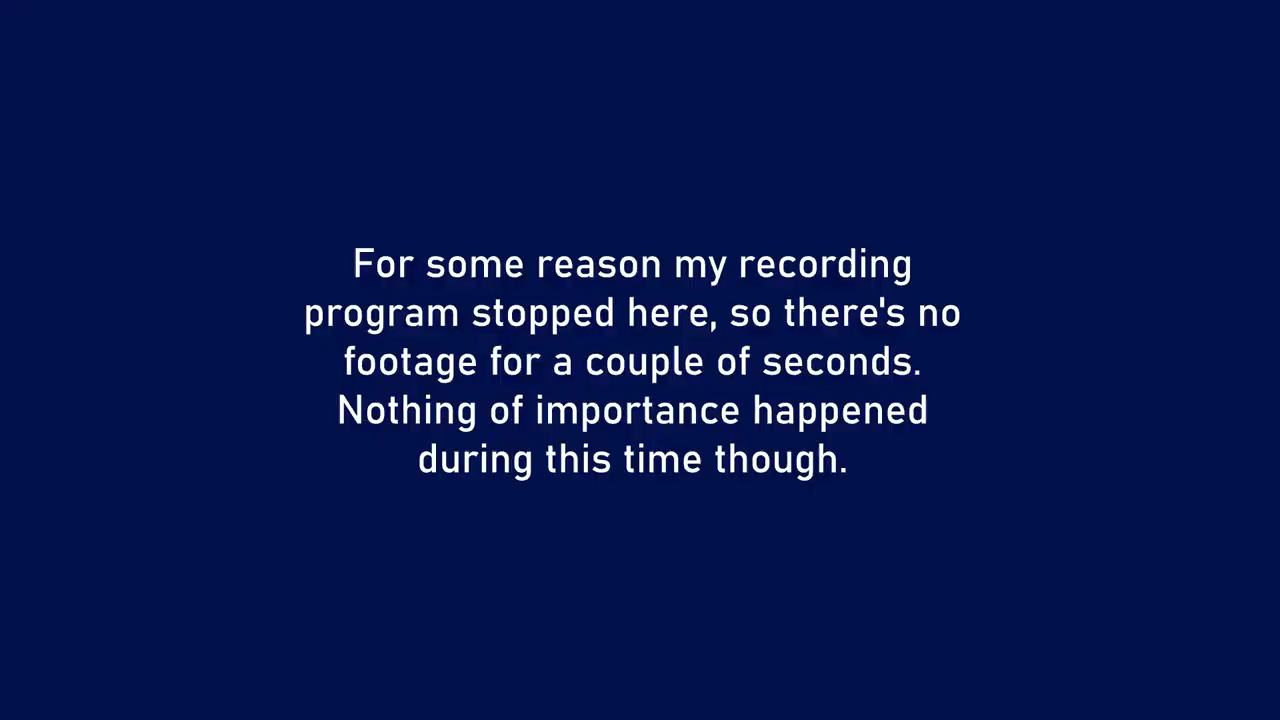 For some reason my recording
program stopped here, so there's no
footage for a couple of seconds.
Nothing of importance happened
during this time though.